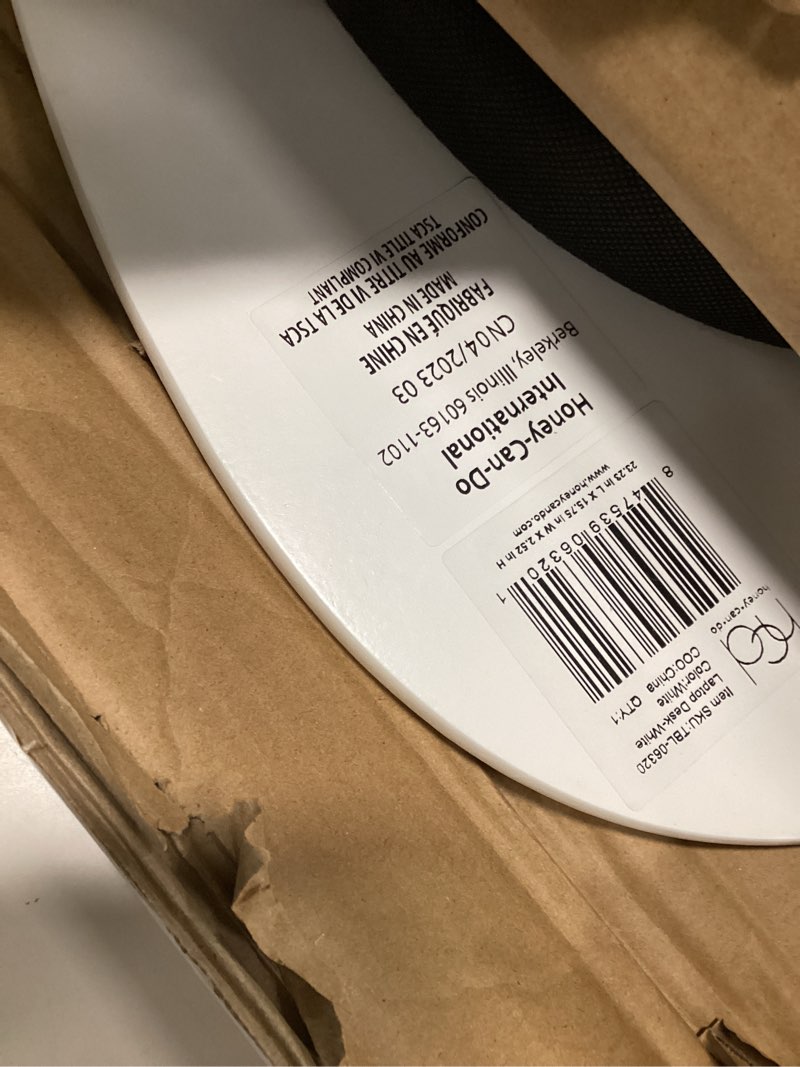 hcd
honey•can•do
Item SKU:TBL-06320
Laptop Desk-White
Color:White
COO:China QTY:1
8 47539 06320 1
23.23 in L X 15.75 in W X 2.52 in H
www.honeycando.com
Honey-Can-Do
International
Berkeley, Illinois 60163-1102
CN 04/2023 03
FABRIQUÉ EN CHINE
MADE IN CHINA
CONFORME AU TITRE VI DE LA TSCA
TSCA TITLE VI COMPLIANT